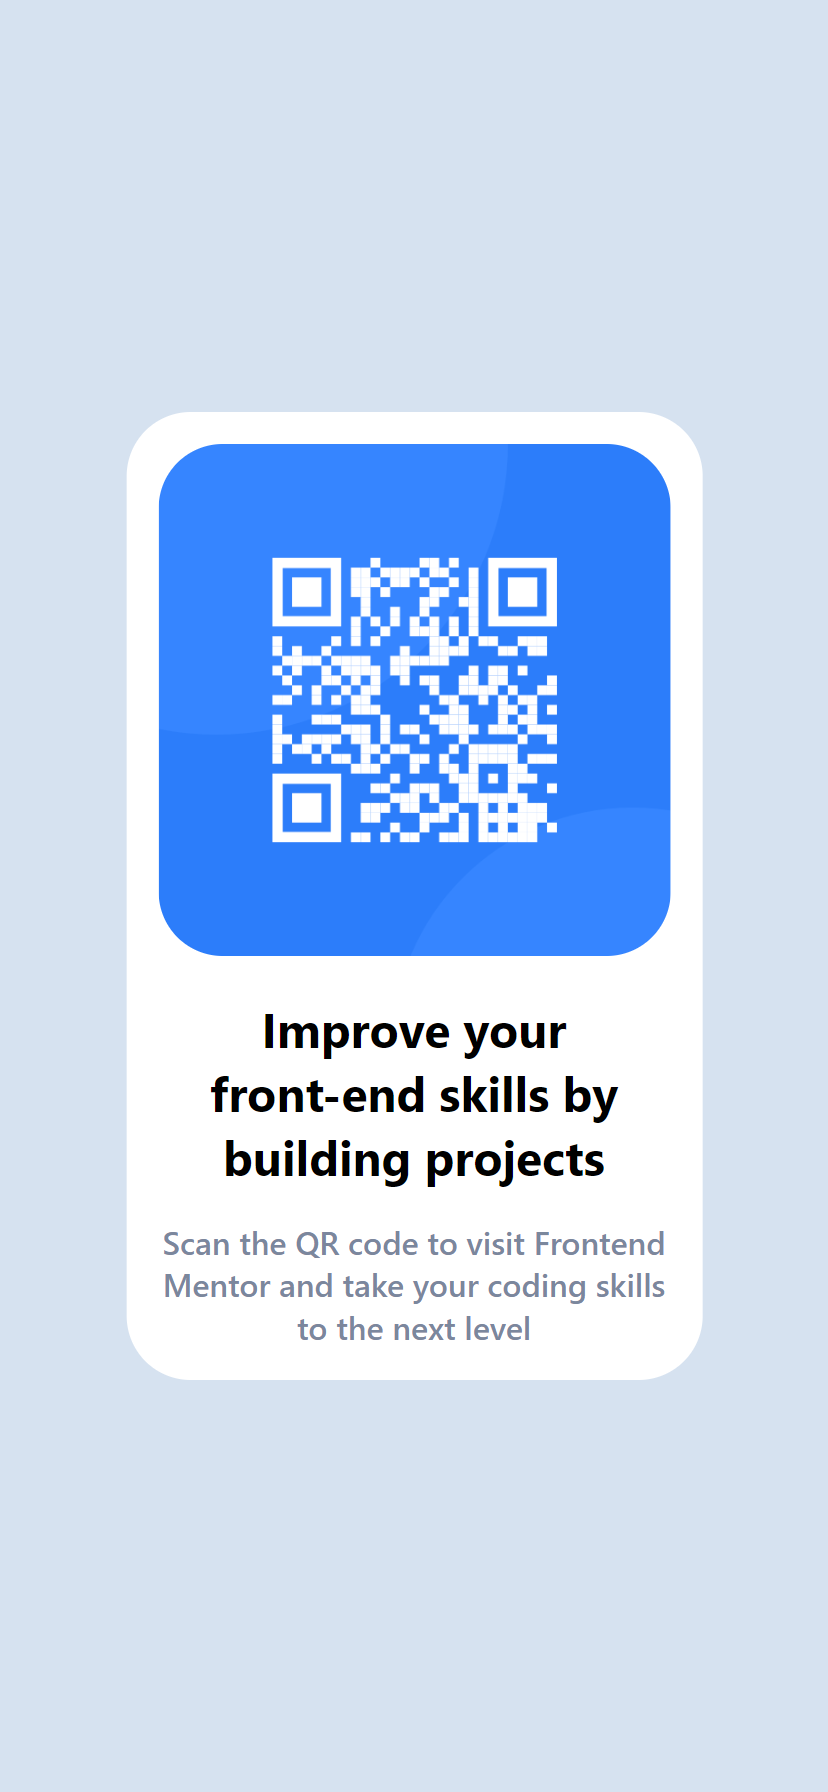 Improve your
front-end skills by
building projects
Scan the QR code to visit Frontend
Mentor and take your coding skills
to the next level